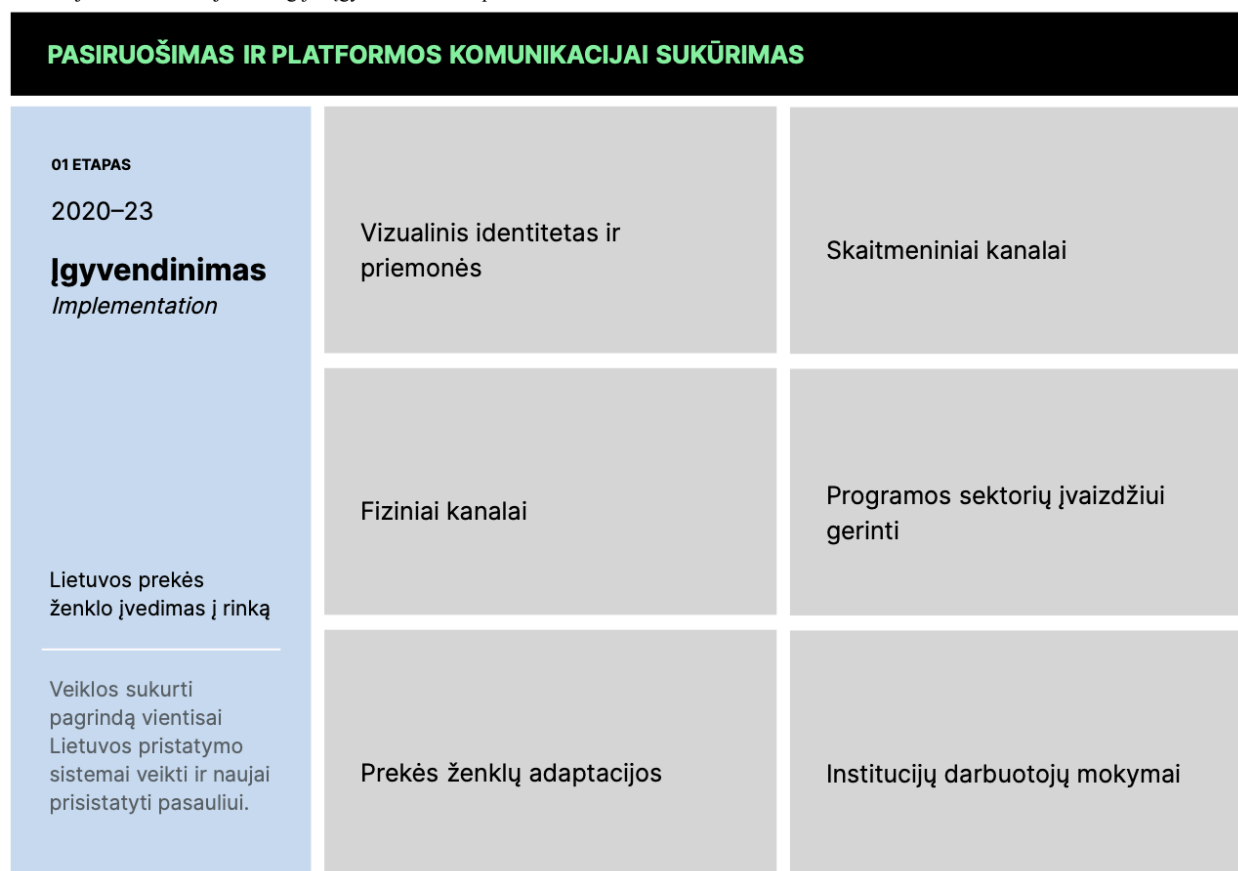 PASIRUOŠIMAS IR PLATFORMOS KOMUNIKACIJAI SUKŪRIMAS
01 ETAPAS
2020–23
Įgyvendinimas
Implementation
Lietuvos prekės
ženklo įvedimas į rinką
Veiklos sukurti
pagrindą vientisai
Lietuvos pristatymo
sistemai veikti ir naujai
prisistatyti pasauliui.
Vizualinis identitetas ir
priemonės
Skaitmeniniai kanalai
Fiziniai kanalai
Programos sektorių įvaizdžiui
gerinti
Prekės ženklų adaptacijos
Institucijų darbuotojų mokymai